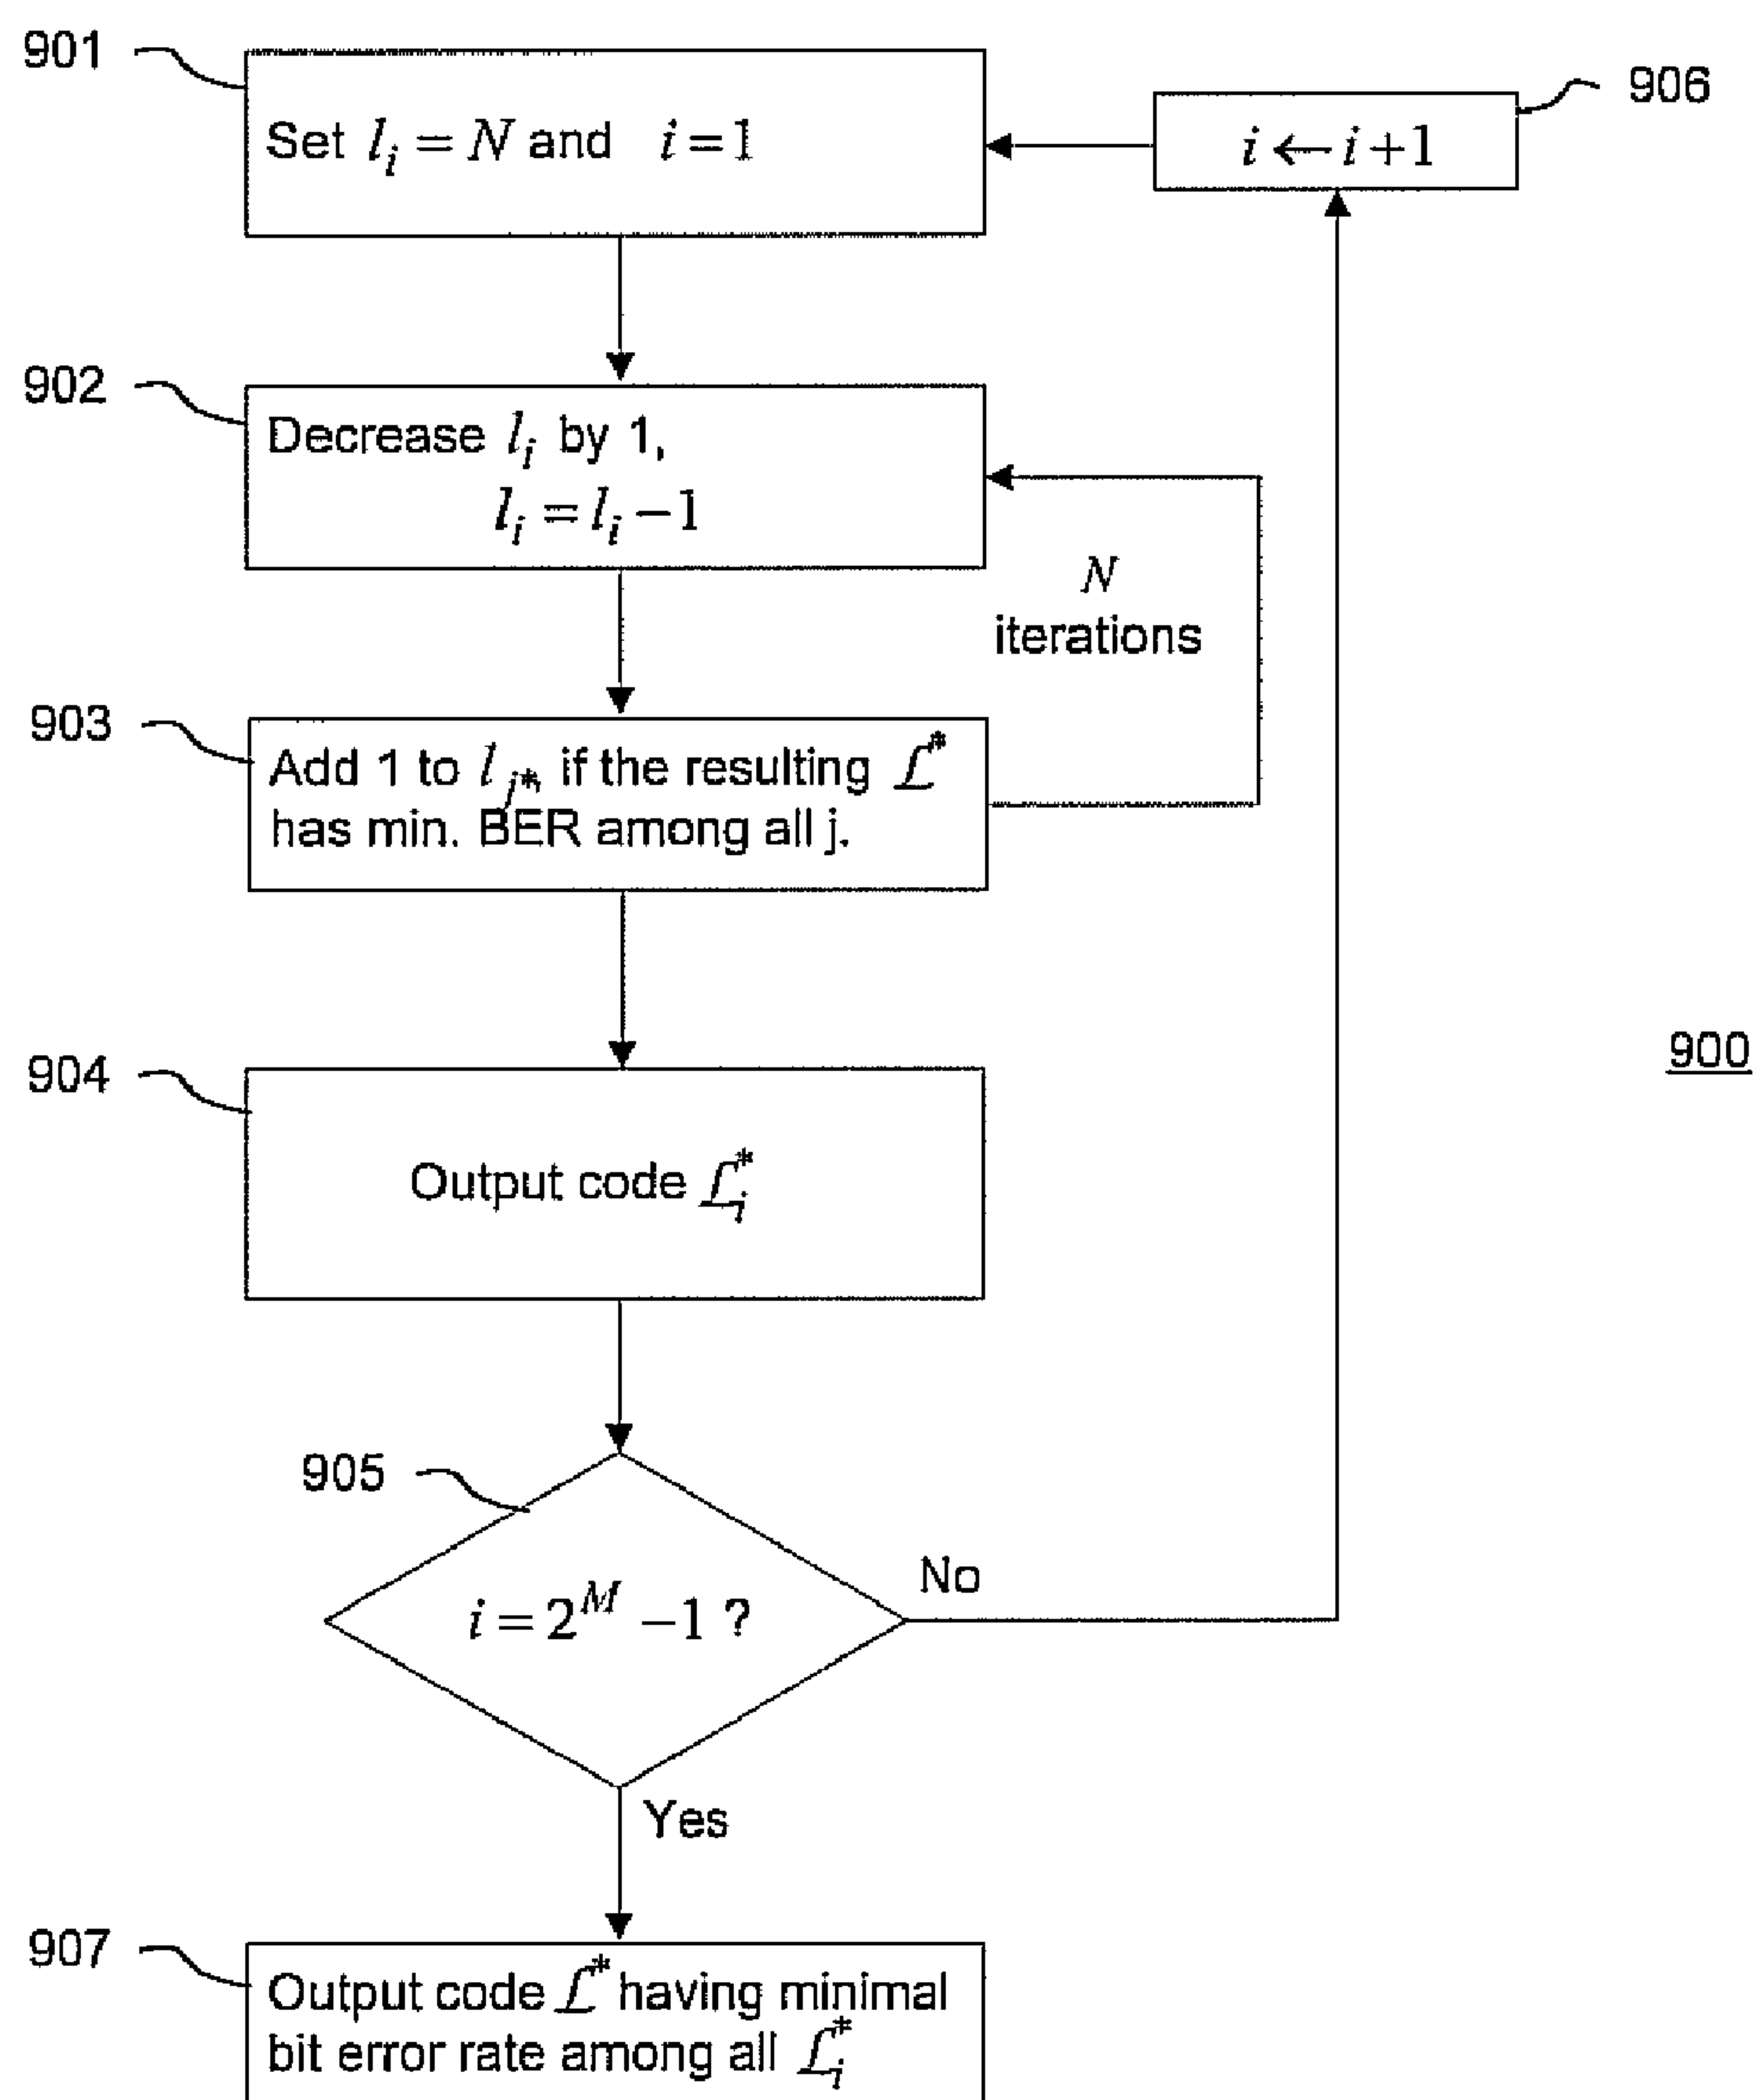 901
Set l_i = N and i = 1
906
i ← i + 1
902
Decrease l_i by 1,
l_i = l_i − 1
N
iterations
903
Add 1 to l_{j*}, if the resulting ℒ*
has min. BER among all j.
900
904
Output code ℒ_i^*
905
i = 2^M − 1 ?
No
Yes
907
Output code ℒ* having minimal
bit error rate among all ℒ_i^*